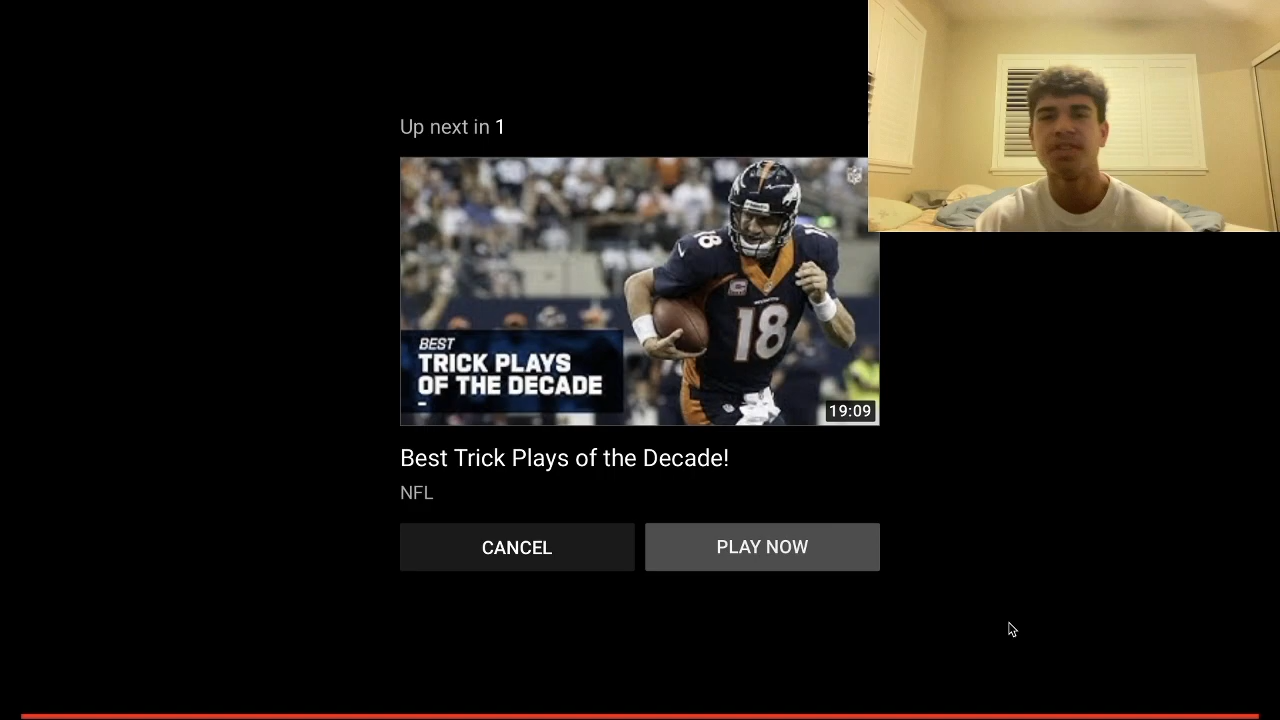 Up next in 1
BEST
TRICK PLAYS
OF THE DECADE
18
18
19:09
Best Trick Plays of the Decade!
NFL
CANCEL
PLAY NOW